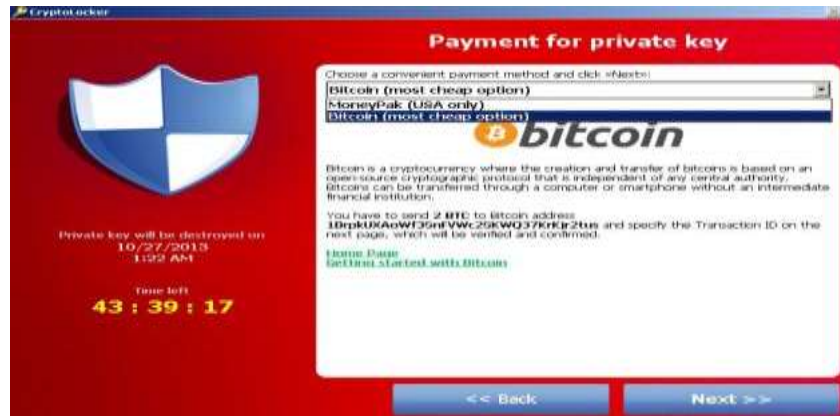 CryptoLocker
Payment for private key
Choose a convenient payment method and click «Next»:
Bitcoin (most cheap option)
MoneyPak (USA only)
Bitcoin (most cheap option)
bitcoin
Bitcoin is a cryptocurrency where the creation and transfer of bitcoins is based on an
open-source cryptographic protocol that is independent of any central authority.
Bitcoins can be transferred through a computer or smartphone without an intermediate
financial institution.
You have to send 2 BTC to Bitcoin address
and specify the Transaction ID on the
next page, which will be verified and confirmed.
Home Page
Getting started with Bitcoin
Private key will be destroyed on
10/27/2013
1:22 AM
Time left
43 : 39 : 17
<< Back
Next >>